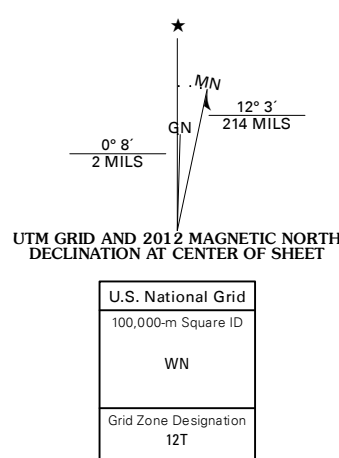 ★
MN
GN
12° 3´
214 MILS
0° 8´
2 MILS
UTM GRID AND 2012 MAGNETIC NORTH
DECLINATION AT CENTER OF SHEET
U.S. National Grid
100,000-m Square ID
WN
Grid Zone Designation
12T